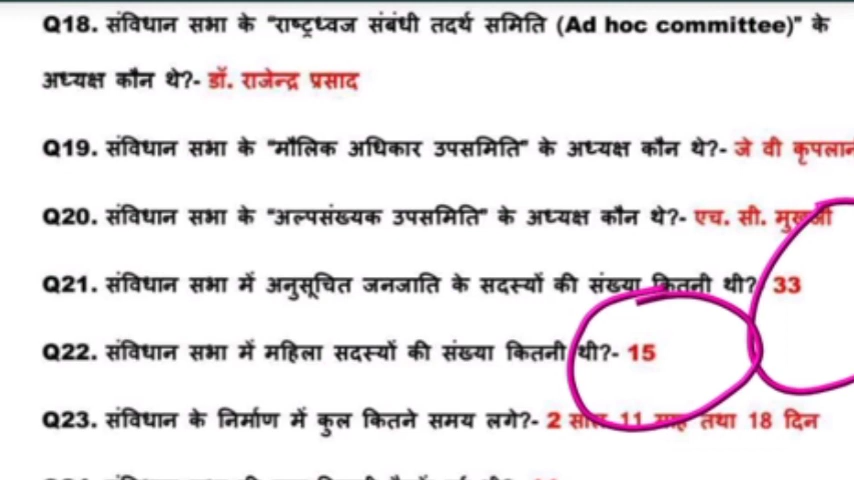 Q18. संविधान सभा के "राष्ट्रध्वज संबंधी तदर्थ समिति (Ad hoc committee)" के
अध्यक्ष कौन थे?- डॉ. राजेन्द्र प्रसाद
Q19. संविधान सभा के "मौलिक अधिकार उपसमिति" के अध्यक्ष कौन थे?- जे वी
Q20. संविधान सभा के "अल्पसंख्यक उपसमिति" के अध्यक्ष कौन थे?- एच. सी. मुखर्जी
Q21. संविधान सभा में अनुसूचित जनजाति के सदस्यों की संख्या कितनी थी? 33
Q22. संविधान सभा में महिला सदस्यों की संख्या कितनी थी?- 15
Q23. संविधान के निर्माण में कुल कितने समय लगे?- 2 साल 11 माह तथा 18 दिन